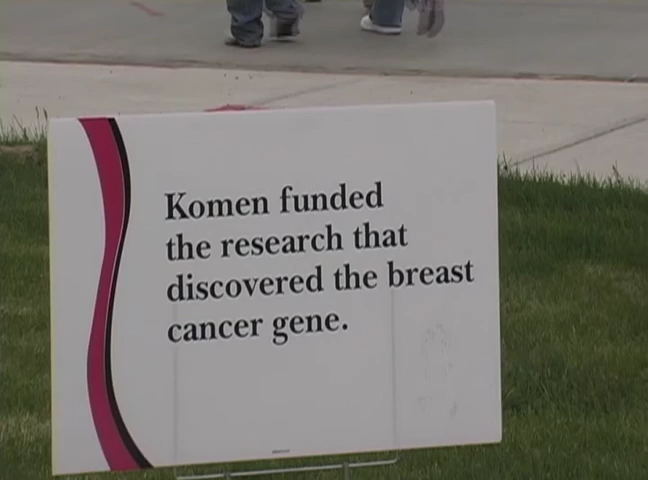 Komen funded
the research that
discovered the breast
cancer gene.